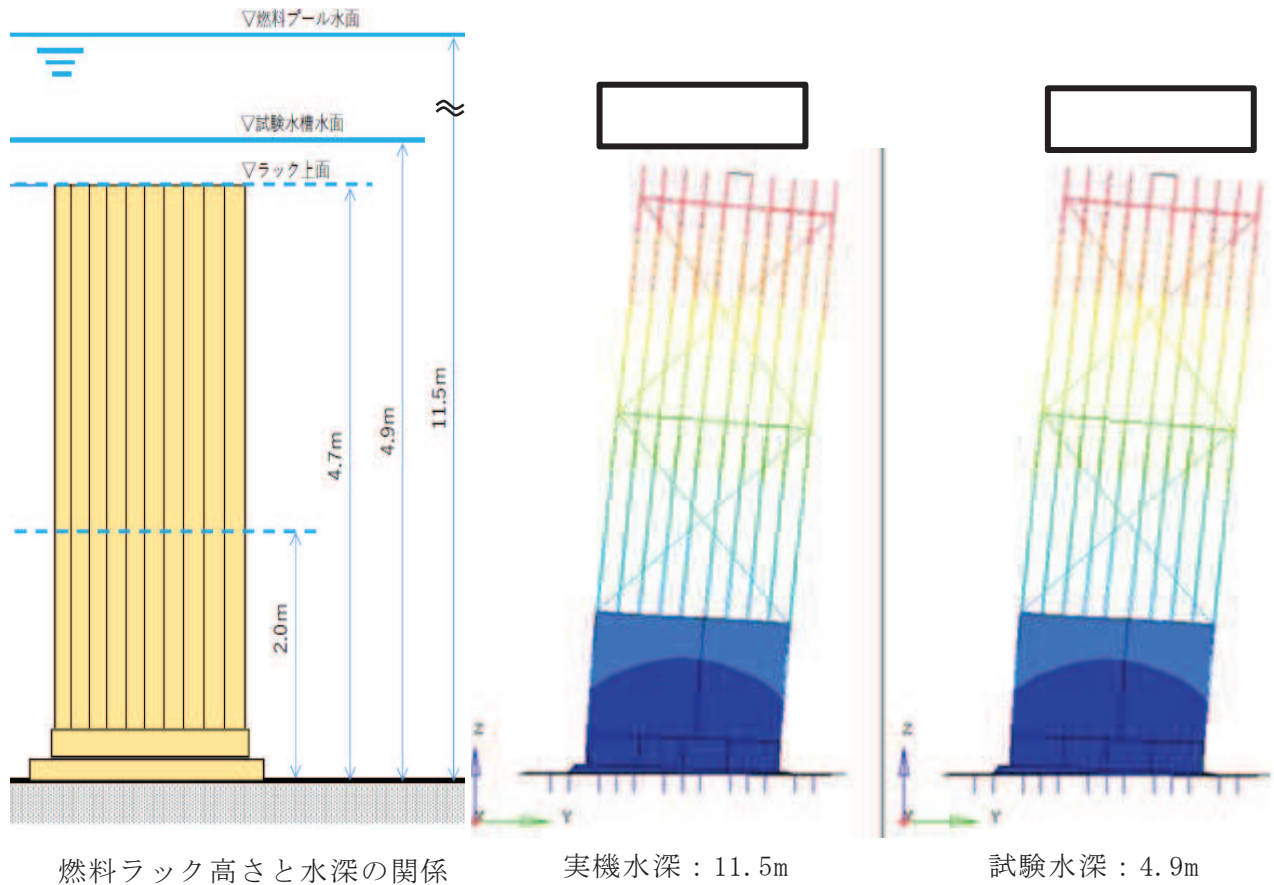 ▽燃料プール水面
▽試験水槽水面
▽ラック上面
11.5m
4.9m
4.7m
2.0m
Z
Y
Z
Y
燃料ラック高さと水深の関係
実機水深：11.5m
試験水深：4.9m